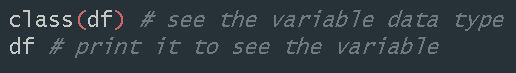 class(df) # see the variable data type
df # print it to see the variable